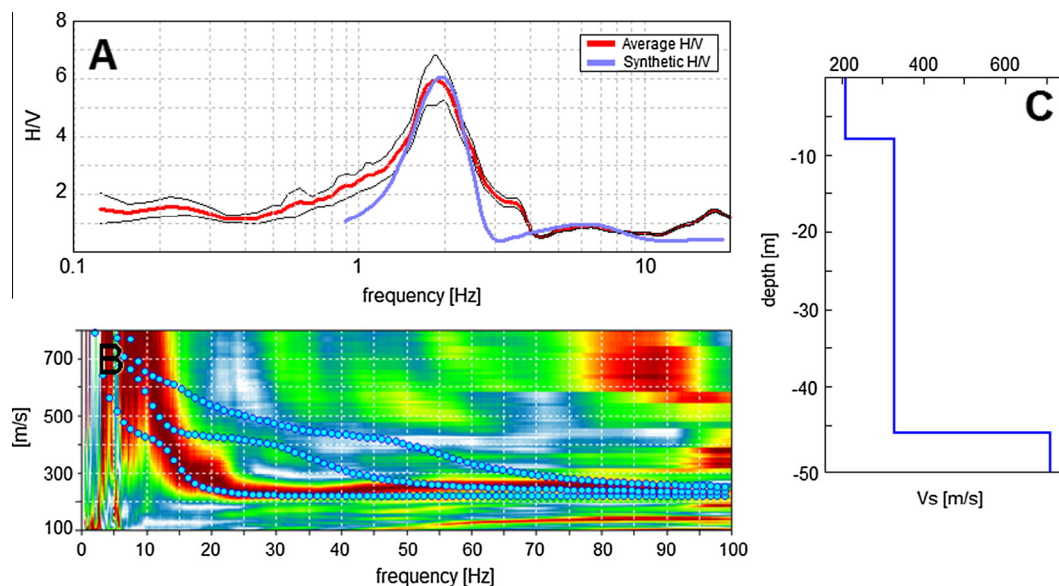 A
8
6
4
2
H/V
Average H/V
Synthetic H/V
0.1
1
10
frequency [Hz]
B
700
500
300
100
[m/s]
0 10 20 30 40 50 60 70 80 90 100
frequency [Hz]
200 400 600
C
-10
-20
-30
-40
-50
depth [m]
Vs [m/s]